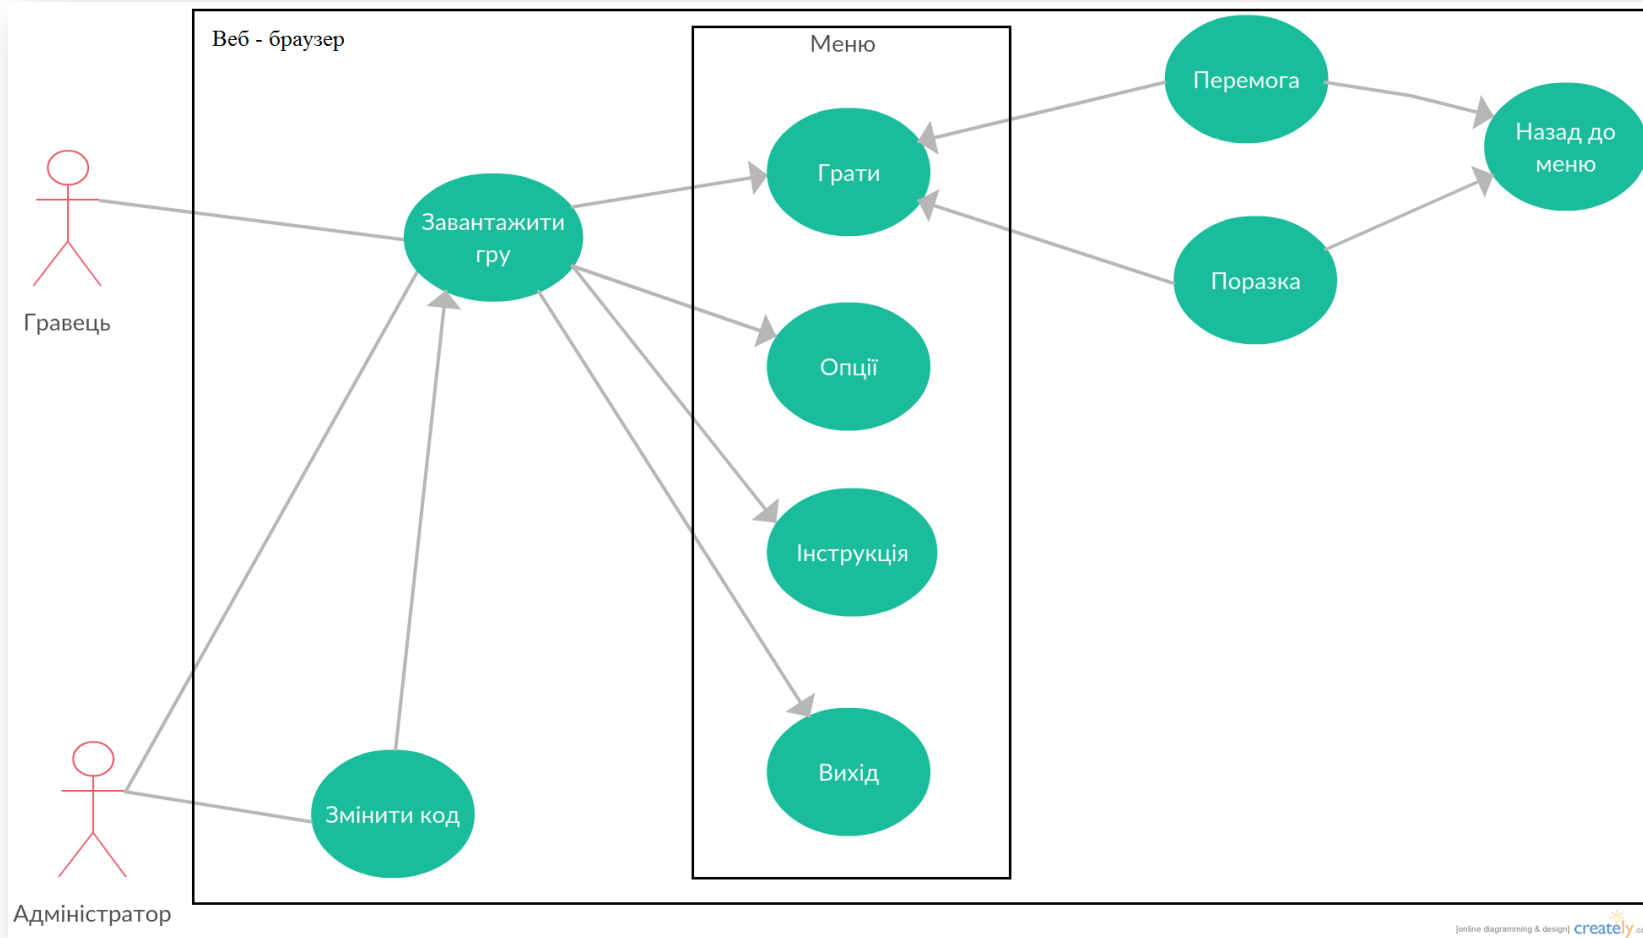 Веб - браузер
Меню
Перемога
Назад до
меню
Грати
Завантажити
гру
Поразка
Гравець
Опції
Інструкція
Вихід
Змінити код
Адміністратор
[online diagramming & design] creately.co